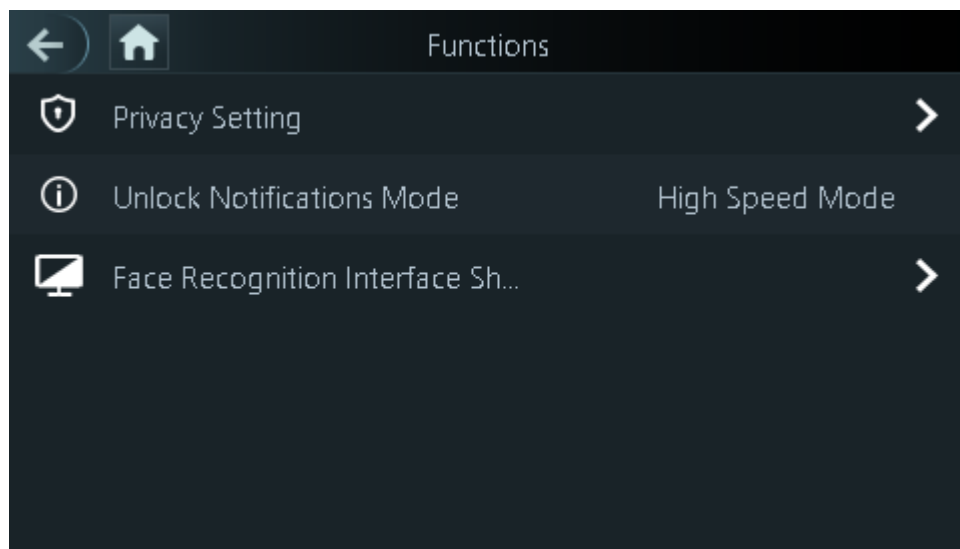 Functions
Privacy Setting
Unlock Notifications Mode High Speed Mode
Face Recognition Interface Sh...